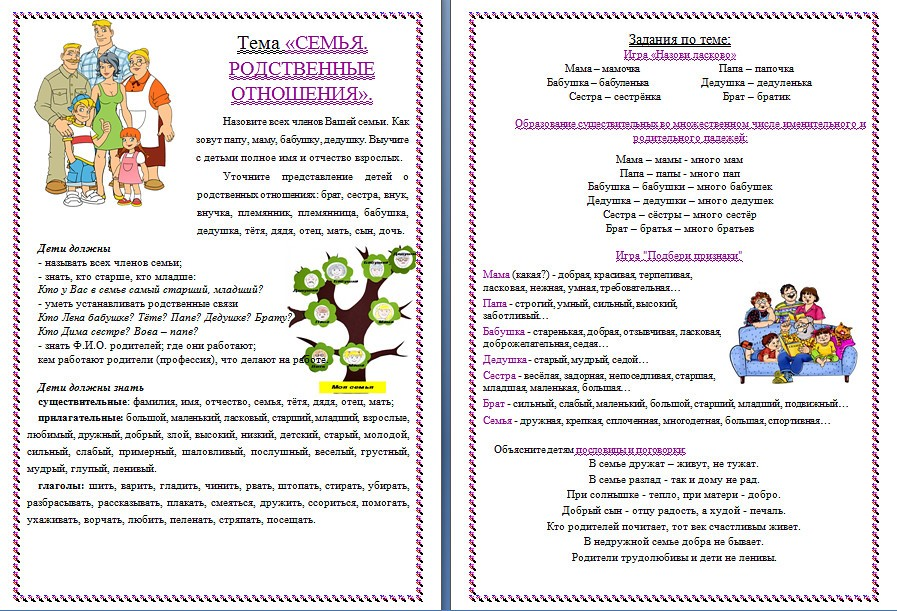 Тема «СЕМЬЯ.
РОДСТВЕННЫЕ
ОТНОШЕНИЯ».
Назовите всех членов Вашей семьи. Как
зовут папу, маму, бабушку, дедушку. Выучите
с детьми полное имя и отчество взрослых.
Уточните представление детей о
родственных отношениях: брат, сестра, внук,
внучка, племянник, племянница, бабушка,
дедушка, тётя, дядя, отец, мать, сын, дочь.
Дети должны
- называть всех членов семьи;
- знать, кто старше, кто младше:
Кто у Вас в семье самый старший, младший?
- уметь устанавливать родственные связи
Кто Лена бабушке? Тёте? Папе? Дедушке? Брату?
Кто Дима сестре? Вова – папе?
- знать Ф.И.О. родителей; где они работают;
кем работают родители (профессия), что делают на работе.
Моя семья
Дети должны знать
существительные: фамилия, имя, отчество, семья, тётя, дядя, отец, мать;
прилагательные: большой, маленький, ласковый, старший, младший, взрослые,
любимый, дружный, добрый, злой, высокий, низкий, детский, старый, молодой,
сильный, слабый, примерный, шаловливый, послушный, веселый, грустный,
мудрый, глупый, ленивый.
глаголы: шить, варить, гладить, чинить, рвать, штопать, стирать, убирать,
разбрасывать, рассказывать, плакать, смеяться, дружить, ссориться, помогать,
ухаживать, ворчать, любить, пеленать, стряпать, посещать.
Задания по теме:
Игра «Назови ласково»
Мама – мамочка Папа – папочка
Бабушка – бабуленька Дедушка – дедуленька
Сестра – сестрёнка Брат – братик
Образование существительных во множественном числе именительного и
родительного падежей:
Мама – мамы - много мам
Папа – папы - много пап
Бабушка – бабушки – много бабушек
Дедушка – дедушки – много дедушек
Сестра – сёстры – много сестёр
Брат – братья – много братьев
Игра "Подбери признаки"
Мама (какая?) - добрая, красивая, терпеливая,
ласковая, нежная, умная, требовательная…
Папа - строгий, умный, сильный, высокий,
заботливый…
Бабушка - старенькая, добрая, отзывчивая, ласковая,
доброжелательная, седая…
Дедушка - старый, мудрый, седой…
Сестра - весёлая, задорная, непоседливая, старшая,
младшая, маленькая, большая…
Брат - сильный, слабый, маленький, большой, старший, младший, подвижный…
Семья - дружная, крепкая, сплоченная, многодетная, большая, спортивная…
Объясните детям пословицы и поговорки:
В семье дружат – живут, не тужат.
В семье разлад - так и дому не рад.
При солнышке - тепло, при матери - добро.
Добрый сын - отцу радость, а худой - печаль.
Кто родителей почитает, тот век счастливым живет.
В недружной семье добра не бывает.
Родители трудолюбивы и дети не ленивы.